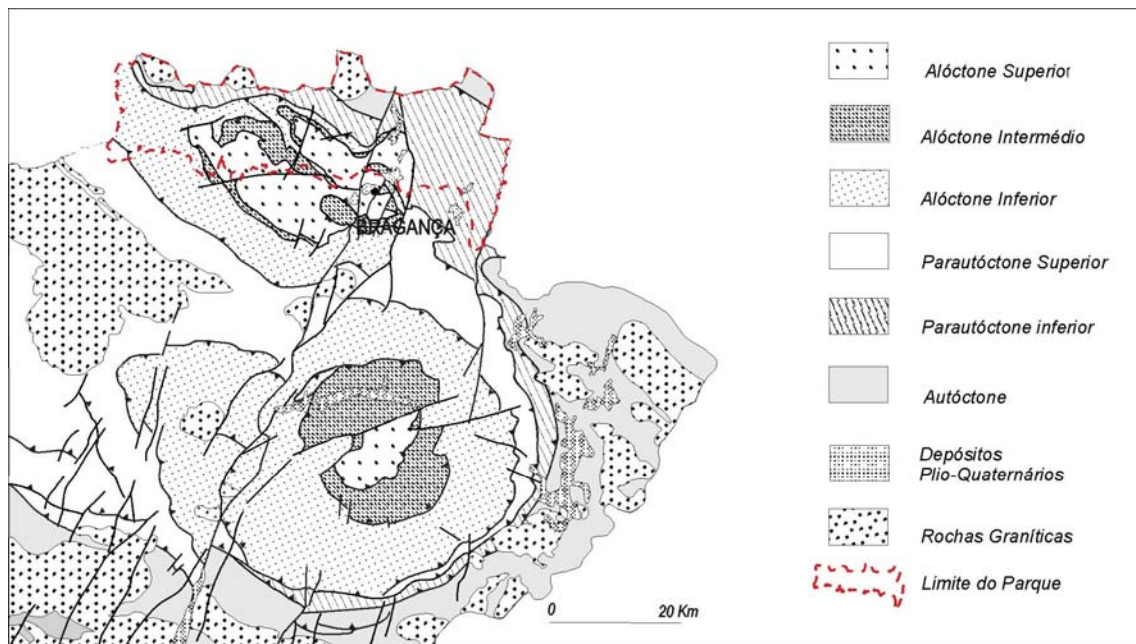 Alóctone Superior
Alóctone Intermédio
Alóctone Inferior
BRAGANÇA
Parautóctone Superior
Parautóctone inferior
Autóctone
Depósitos
Plio-Quaternários
Rochas Graníticas
Limite do Parque
0 20 Km